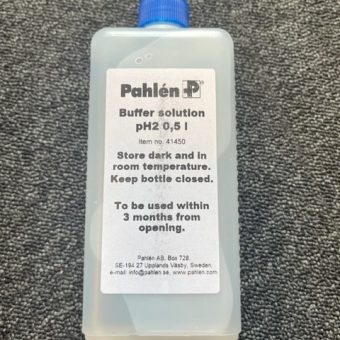 Pahlén
Buffer solution
pH2 0,5 l
Item no. 41450
Store dark and in
room temperature.
Keep bottle closed.
To be used within
3 months from
opening.
Pahlén AB, Box 728,
SE-194 27 Upplands Väsby, Sweden,
e-mail: info@pahlen.se, www.pahlen.com